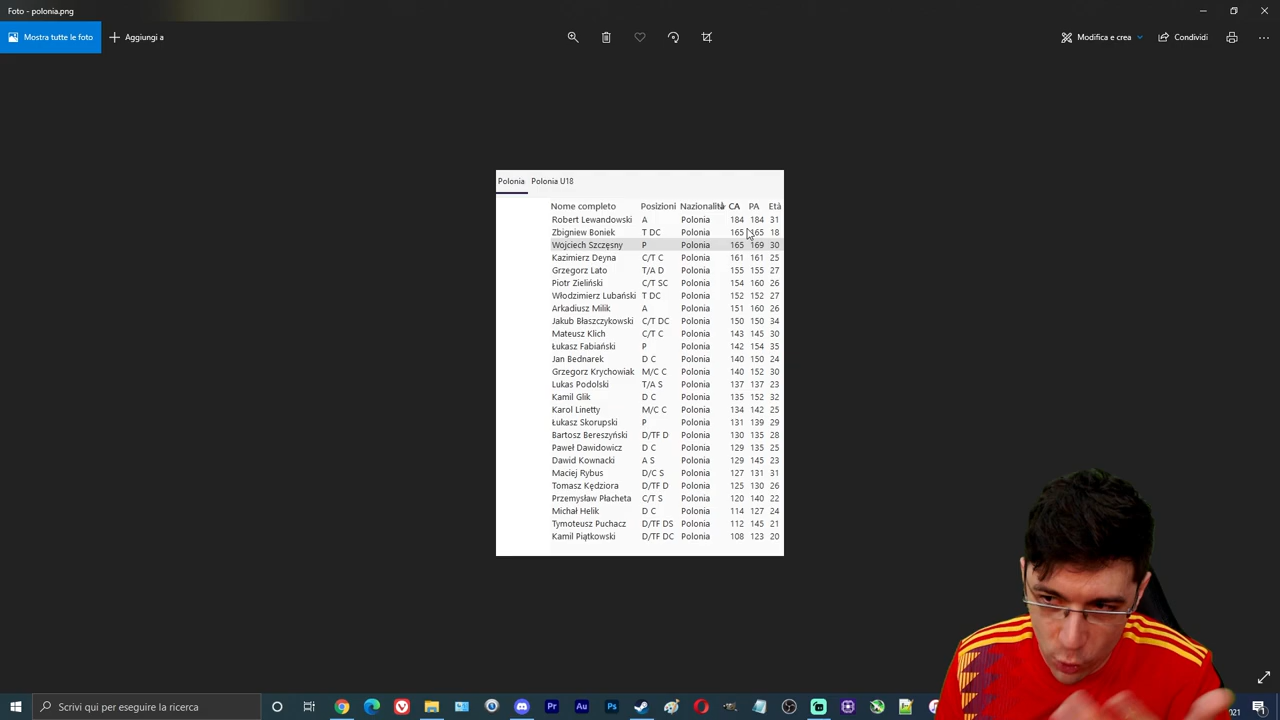 Foto - polonia.png
Mostra tutte le foto
Aggiungi a
Modifica e crea
Condividi
Polonia Polonia U18
Nome completo Posizioni Nazionalità CA PA Età
Robert Lewandowski A Polonia 184 184 31
Zbigniew Boniek T DC Polonia 165 165 18
Wojciech Szczęsny P Polonia 165 169 30
Kazimierz Deyna C/T C Polonia 161 161 25
Grzegorz Lato T/A D Polonia 155 155 27
Piotr Zieliński C/T SC Polonia 154 160 26
Włodzimierz Lubański T DC Polonia 152 152 27
Arkadiusz Milik A Polonia 151 160 26
Jakub Błaszczykowski C/T DC Polonia 150 150 34
Mateusz Klich C/T C Polonia 143 145 30
Łukasz Fabiański P Polonia 142 154 35
Jan Bednarek D C Polonia 140 150 24
Grzegorz Krychowiak M/C C Polonia 140 152 30
Lukas Podolski T/A S Polonia 137 137 23
Kamil Glik D C Polonia 135 152 32
Karol Linetty M/C C Polonia 134 142 25
Łukasz Skorupski P Polonia 131 139 29
Bartosz Bereszyński D/TF D Polonia 130 135 28
Paweł Dawidowicz D C Polonia 129 135 25
Dawid Kownacki A S Polonia 129 145 23
Maciej Rybus D/C S Polonia 127 131 31
Tomasz Kędziora D/TF D Polonia 125 130 26
Przemysław Płacheta C/T S Polonia 120 140 22
Michał Helik D C Polonia 114 127 24
Tymoteusz Puchacz D/TF DS Polonia 112 145 21
Kamil Piątkowski D/TF DC Polonia 108 123 20
Scrivi qui per eseguire la ricerca